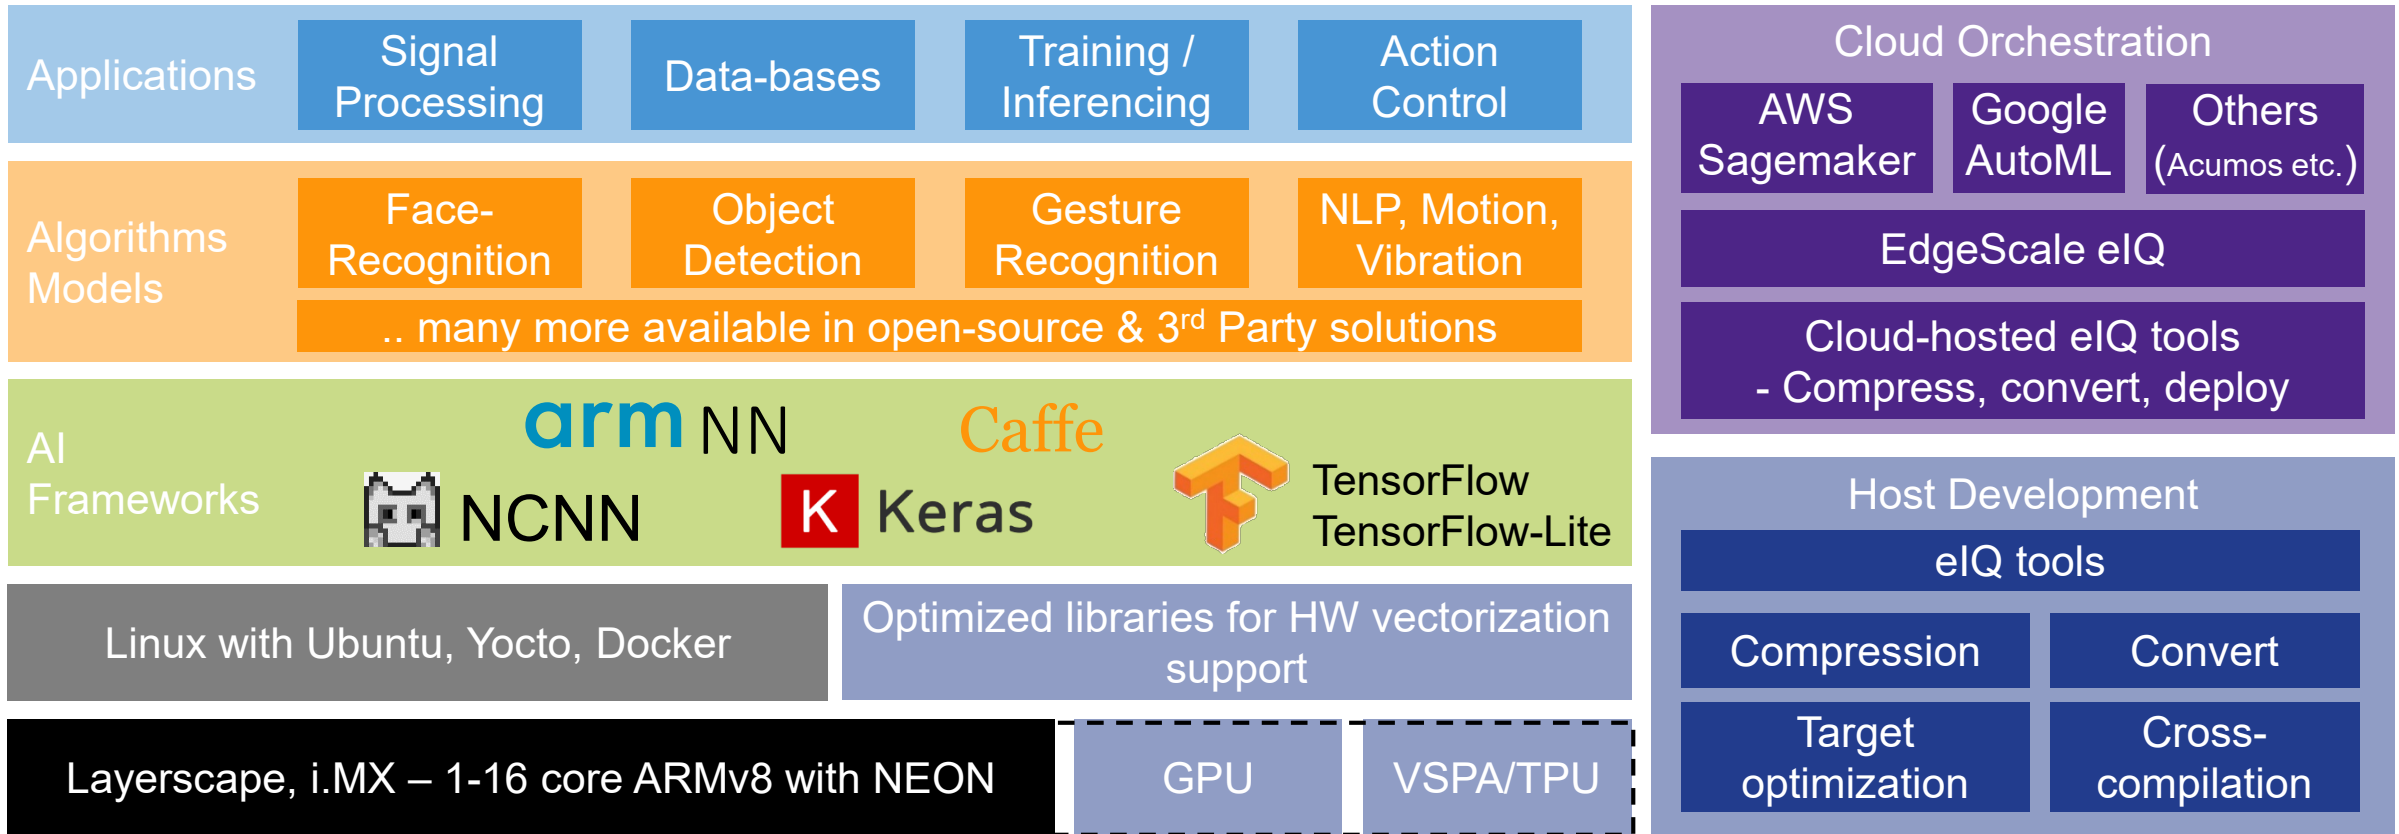 Applications
Signal
Processing
Data-bases
Training /
Inferencing
Action
Control
Algorithms
Models
Face-
Recognition
Object
Detection
Gesture
Recognition
NLP, Motion,
Vibration
.. many more available in open-source & 3rd Party solutions
AI
Frameworks
arm NN
Caffe
NCNN
K Keras
TensorFlow
TensorFlow-Lite
Linux with Ubuntu, Yocto, Docker
Optimized libraries for HW vectorization
support
Layerscape, i.MX – 1-16 core ARMv8 with NEON
GPU
VSPA/TPU
Cloud Orchestration
AWS
Sagemaker
Google
AutoML
Others
(Acumos etc.)
EdgeScale eIQ
Cloud-hosted eIQ tools
- Compress, convert, deploy
Host Development
eIQ tools
Compression
Convert
Target
optimization
Cross-
compilation